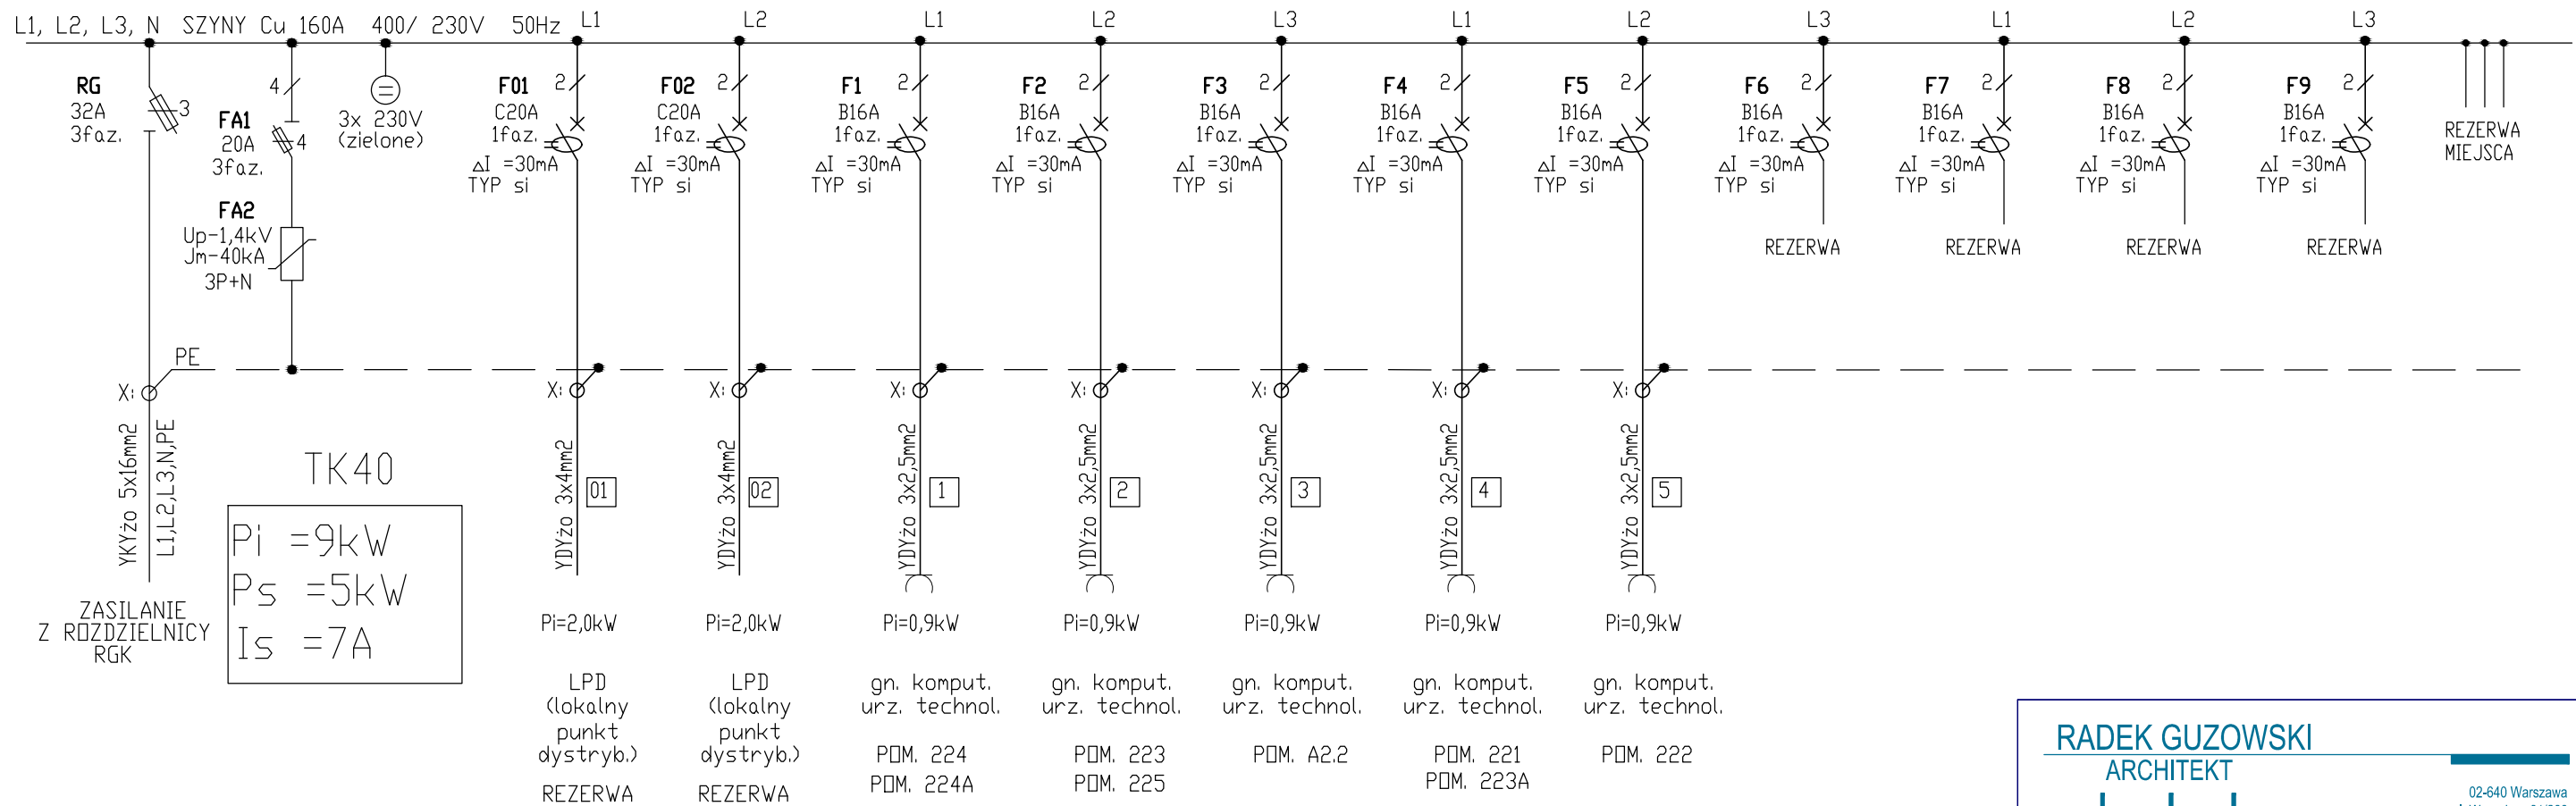 L1, L2, L3, N SZYNY Cu 160A 400/ 230V 50Hz
L1
L2
L1
L2
L3
L1
L2
L3
L1
L2
L3
RG
32A
3faz.
3
4
FA1
20A
3faz.
4
3x 230V
(zielone)
FA2
Up-1,4kV
Jm-40kA
3P+N
F01
2
C20A
1faz.
ΔI =30mA
TYP si
F02
2
C20A
1faz.
ΔI =30mA
TYP si
F1
2
B16A
1faz.
ΔI =30mA
TYP si
F2
2
B16A
1faz.
ΔI =30mA
TYP si
F3
2
B16A
1faz.
ΔI =30mA
TYP si
F4
2
B16A
1faz.
ΔI =30mA
TYP si
F5
2
B16A
1faz.
ΔI =30mA
TYP si
F6
2
B16A
1faz.
ΔI =30mA
TYP si
REZERWA
F7
2
B16A
1faz.
ΔI =30mA
TYP si
REZERWA
F8
2
B16A
1faz.
ΔI =30mA
TYP si
REZERWA
F9
2
B16A
1faz.
ΔI =30mA
TYP si
REZERWA
REZERWA
MIEJSCA
PE
X:
X:
X:
X:
X:
X:
X:
X:
YKYżo 5x16mm2
L1,L2,L3,N,PE
ZASILANIE
Z ROZDZIELNICY
RGK
TK40
Pi =9kW
Ps =5kW
Is =7A
YDYżo 3x4mm2
01
Pi=2,0kW
LPD
(lokalny
punkt
dystryb.)
REZERWA
YDYżo 3x4mm2
02
Pi=2,0kW
LPD
(lokalny
punkt
dystryb.)
REZERWA
YDYżo 3x2,5mm2
1
Pi=0,9kW
gn. komput.
urz. technol.
POM. 224
POM. 224A
YDYżo 3x2,5mm2
2
Pi=0,9kW
gn. komput.
urz. technol.
POM. 223
POM. 225
YDYżo 3x2,5mm2
3
Pi=0,9kW
gn. komput.
urz. technol.
POM. A2.2
YDYżo 3x2,5mm2
4
Pi=0,9kW
gn. komput.
urz. technol.
POM. 221
POM. 223A
YDYżo 3x2,5mm2
5
Pi=0,9kW
gn. komput.
urz. technol.
POM. 222
RADEK GUZOWSKI
ARCHITEKT
02-640 Warszawa